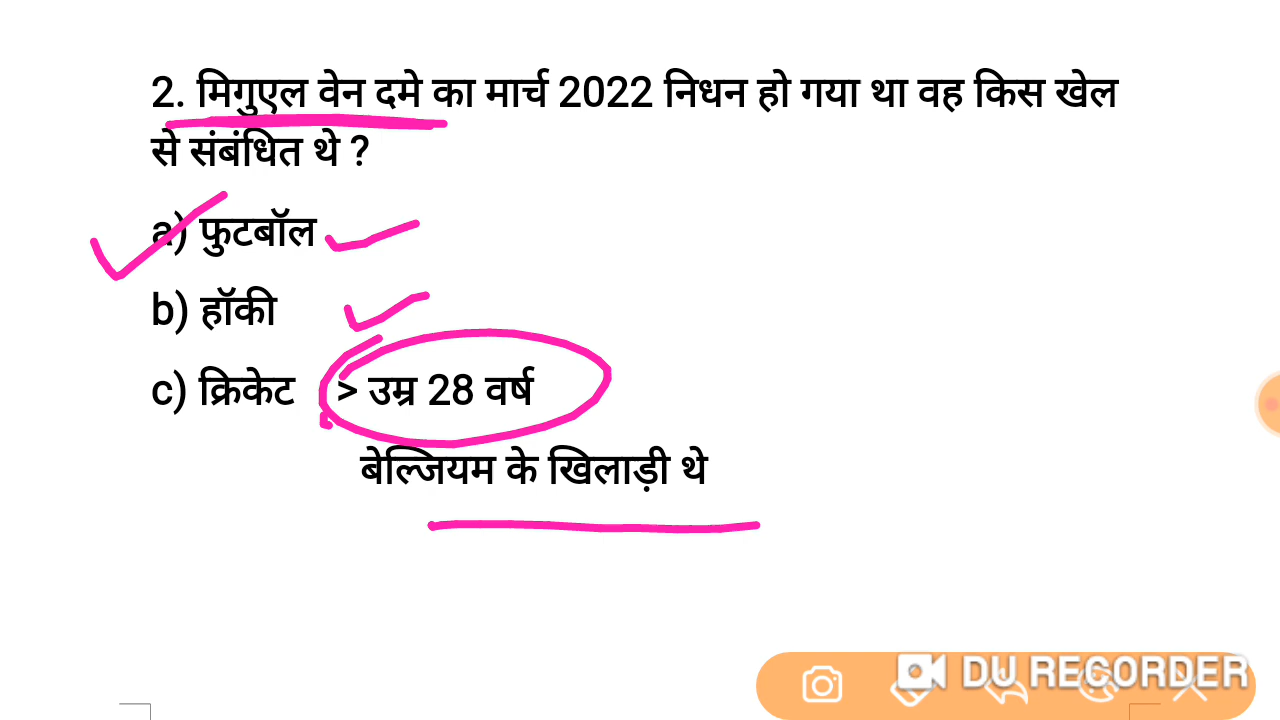 2. मिगुएल वेन दमे का मार्च 2022 निधन हो गया था वह किस खेल
से संबंधित थे ?
a) फुटबॉल
b) हॉकी
c) क्रिकेट > उम्र 28 वर्ष
बेल्जियम के खिलाड़ी थे
DU RECORDER